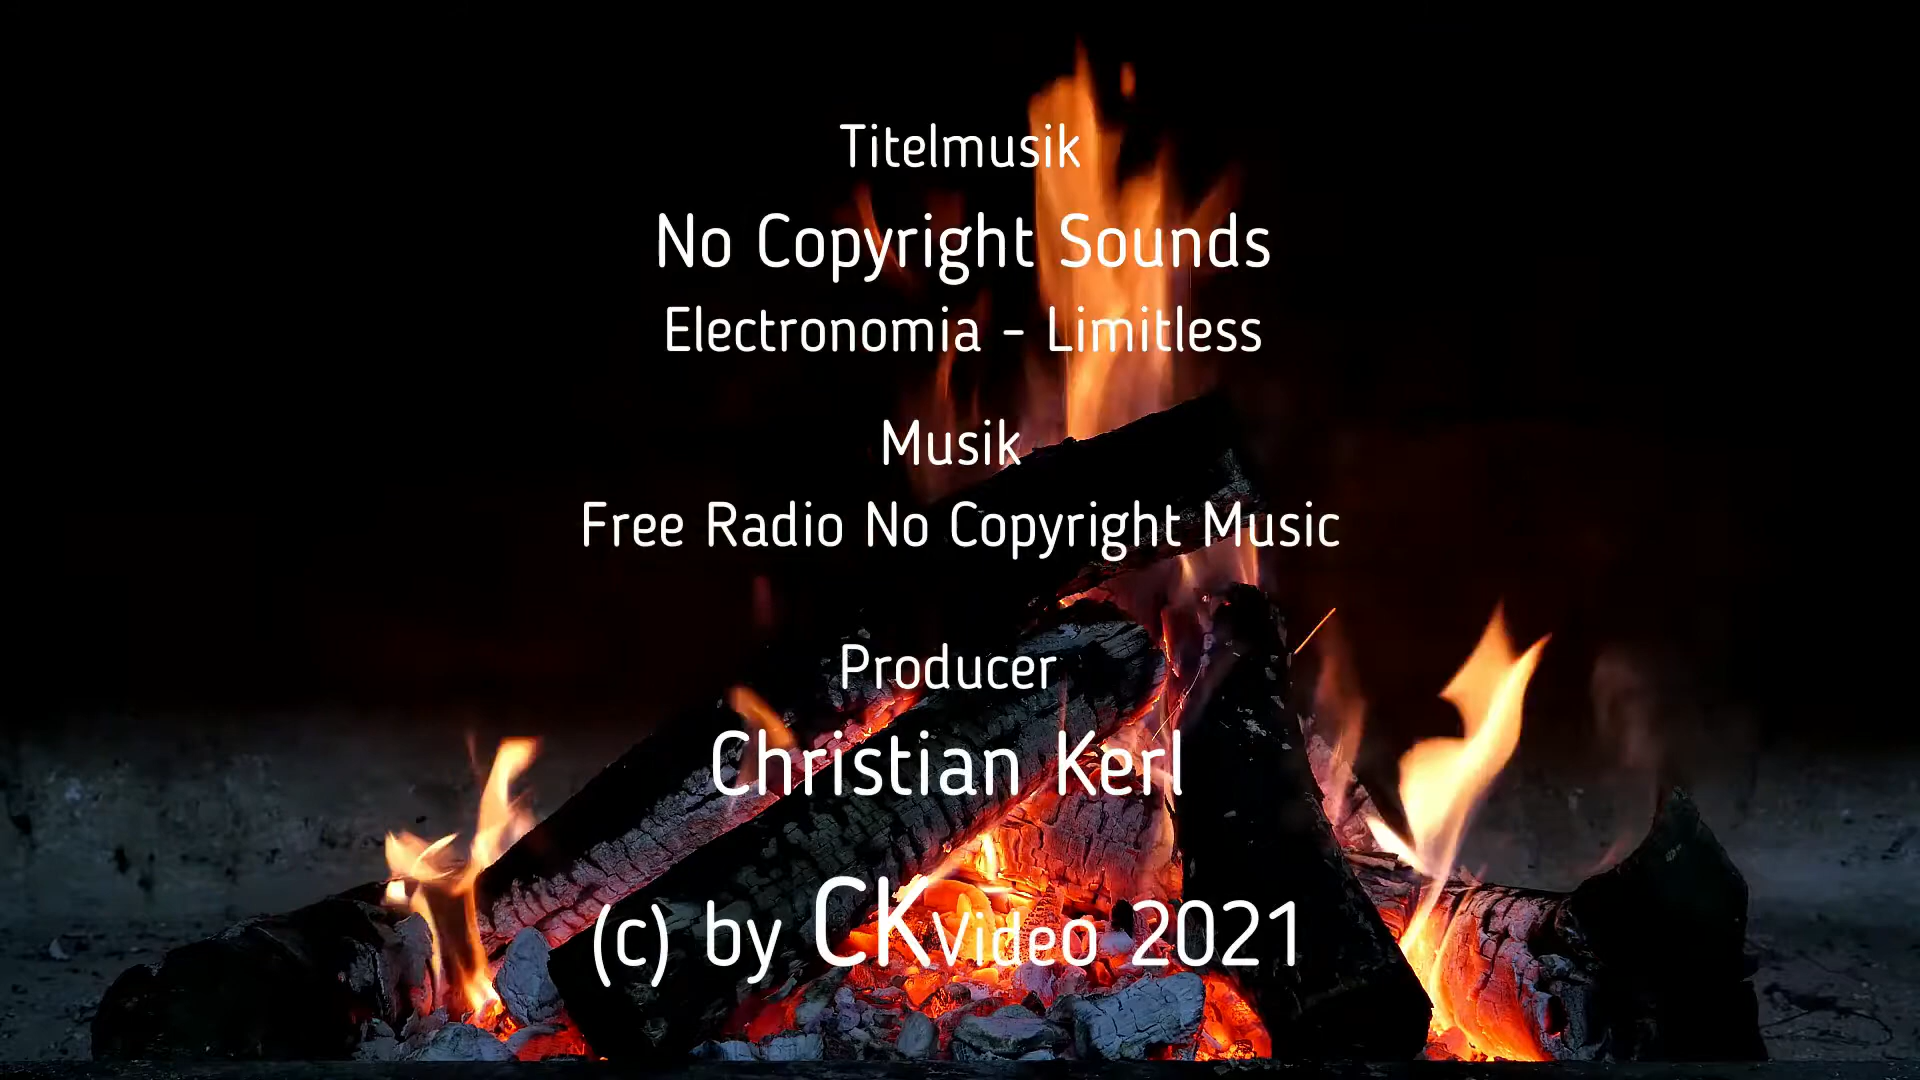 Titelmusik
No Copyright Sounds
Electronomia - Limitless
Musik
Free Radio No Copyright Music
Producer
Christian Kerl
(c) by CKVideo 2021